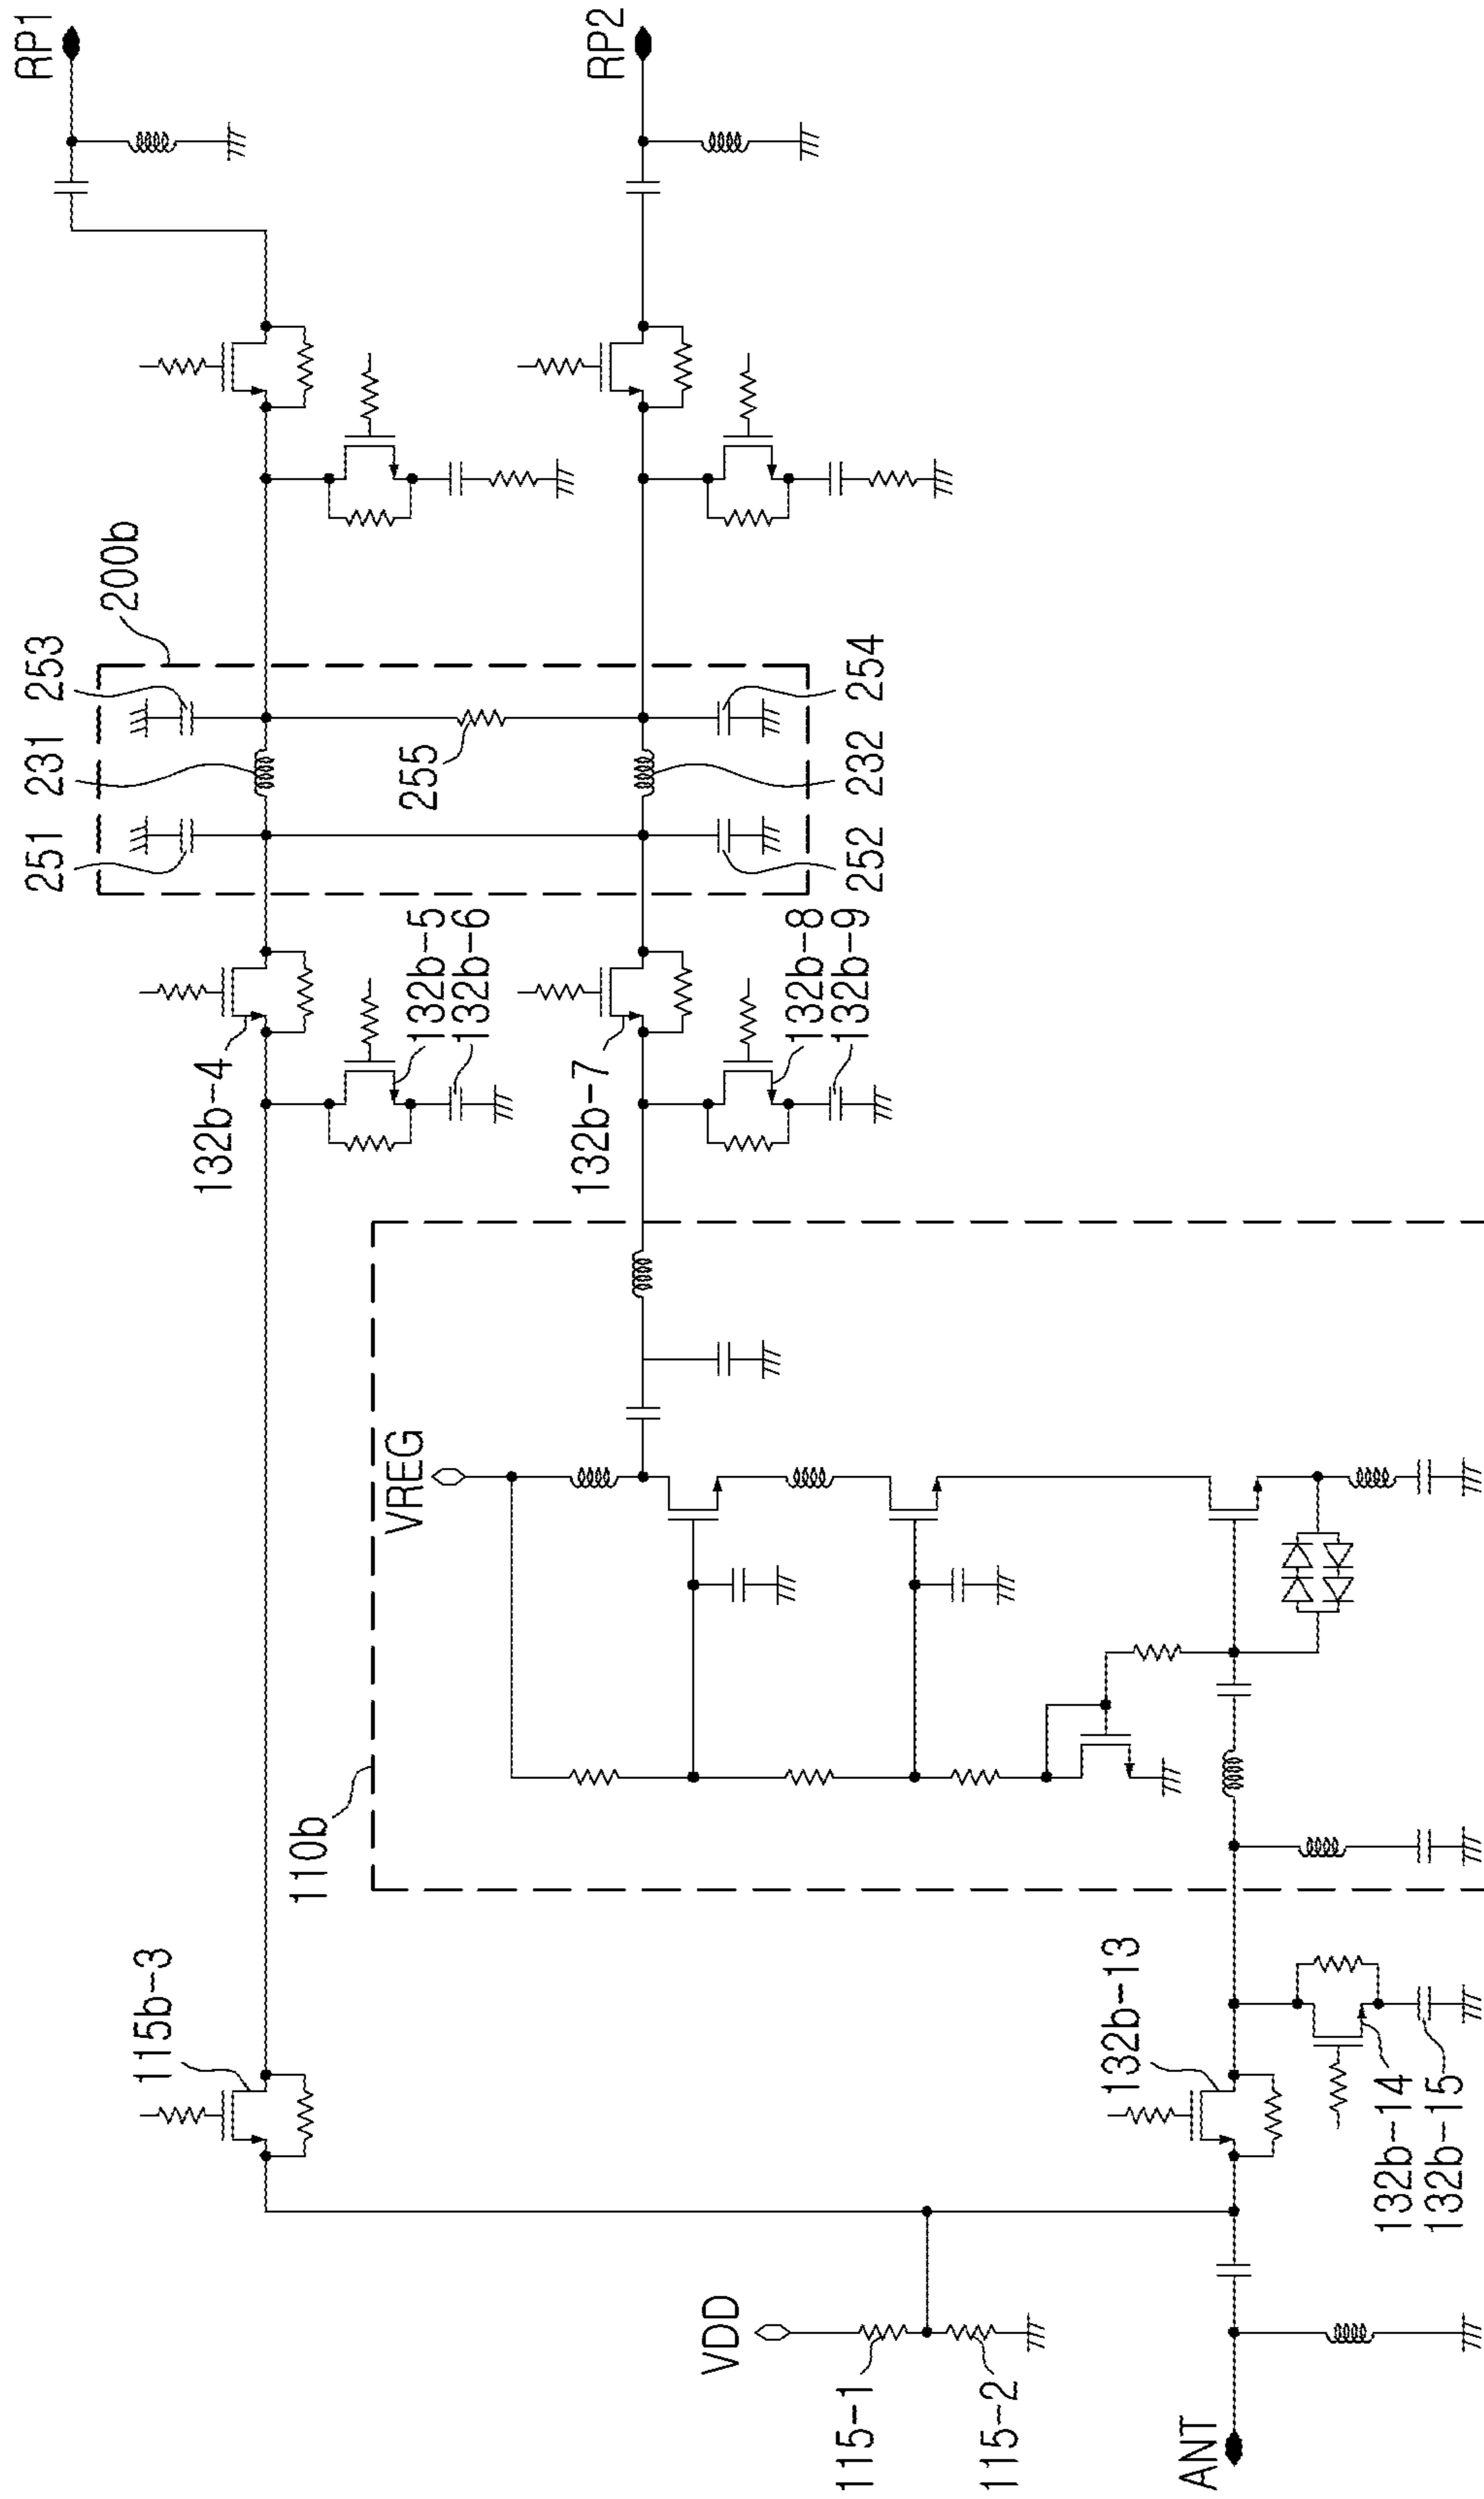 RP1
RP2
200b
253
231
251
255
254
232
252
132b-4
132b-5
132b-6
132b-7
132b-8
132b-9
VREG
110b
115b-3
132b-13
132b-14
132b-15
VDD
115-1
115-2
ANT